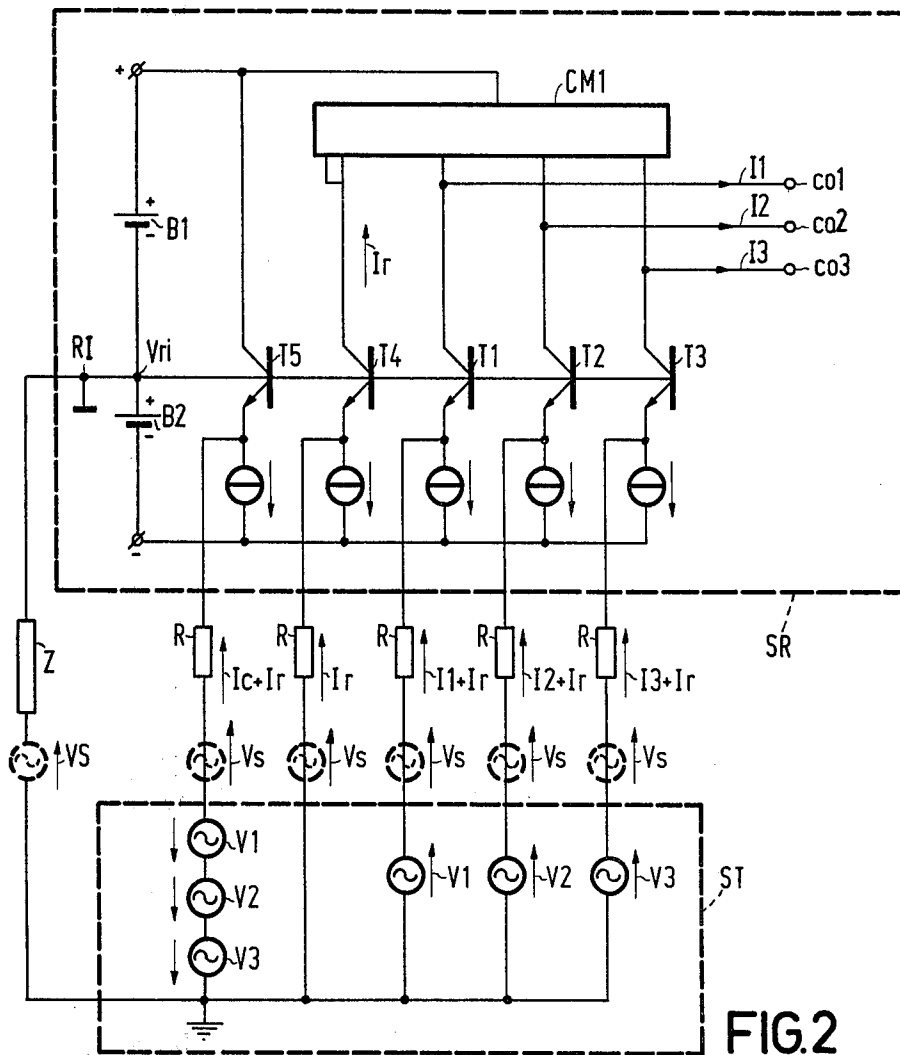 +
CM1
I1
co1
+
I2
co2
B1
-
I3
co3
Ir
RI
Vri
T5
T4
T1
T2
T3
+
B2
-
-
SR
Z
R
Ic+Ir
R
Ir
R
I1+Ir
R
I2+Ir
R
I3+Ir
VS
Vs
Vs
Vs
Vs
Vs
V1
V1
V2
V3
ST
V2
V3
FIG.2